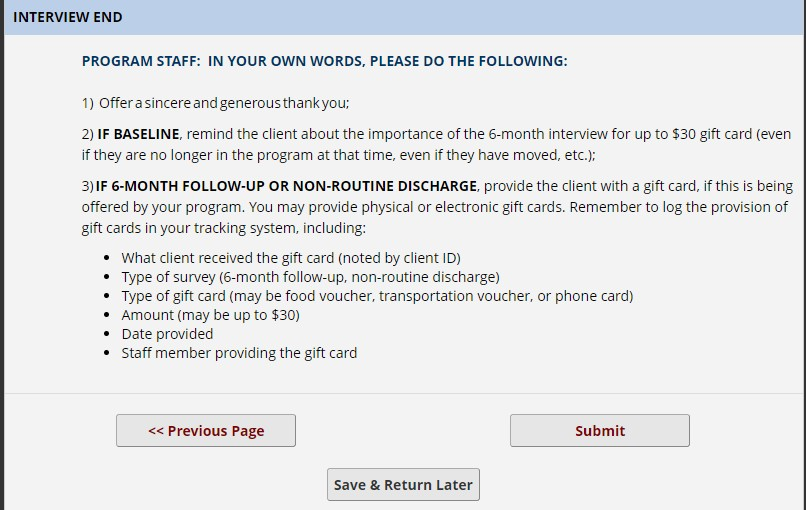 INTERVIEW END
PROGRAM STAFF: IN YOUR OWN WORDS, PLEASE DO THE FOLLOWING:
1) Offer a sincere and generous thank you;
2) IF BASELINE, remind the client about the importance of the 6-month interview for up to $30 gift card (even
if they are no longer in the program at that time, even if they have moved, etc.);
3) IF 6-MONTH FOLLOW-UP OR NON-ROUTINE DISCHARGE, provide the client with a gift card, if this is being
offered by your program. You may provide physical or electronic gift cards. Remember to log the provision of
gift cards in your tracking system, including:
• What client received the gift card (noted by client ID)
• Type of survey (6-month follow-up, non-routine discharge)
• Type of gift card (may be food voucher, transportation voucher, or phone card)
• Amount (may be up to $30)
• Date provided
• Staff member providing the gift card
<< Previous Page
Submit
Save & Return Later